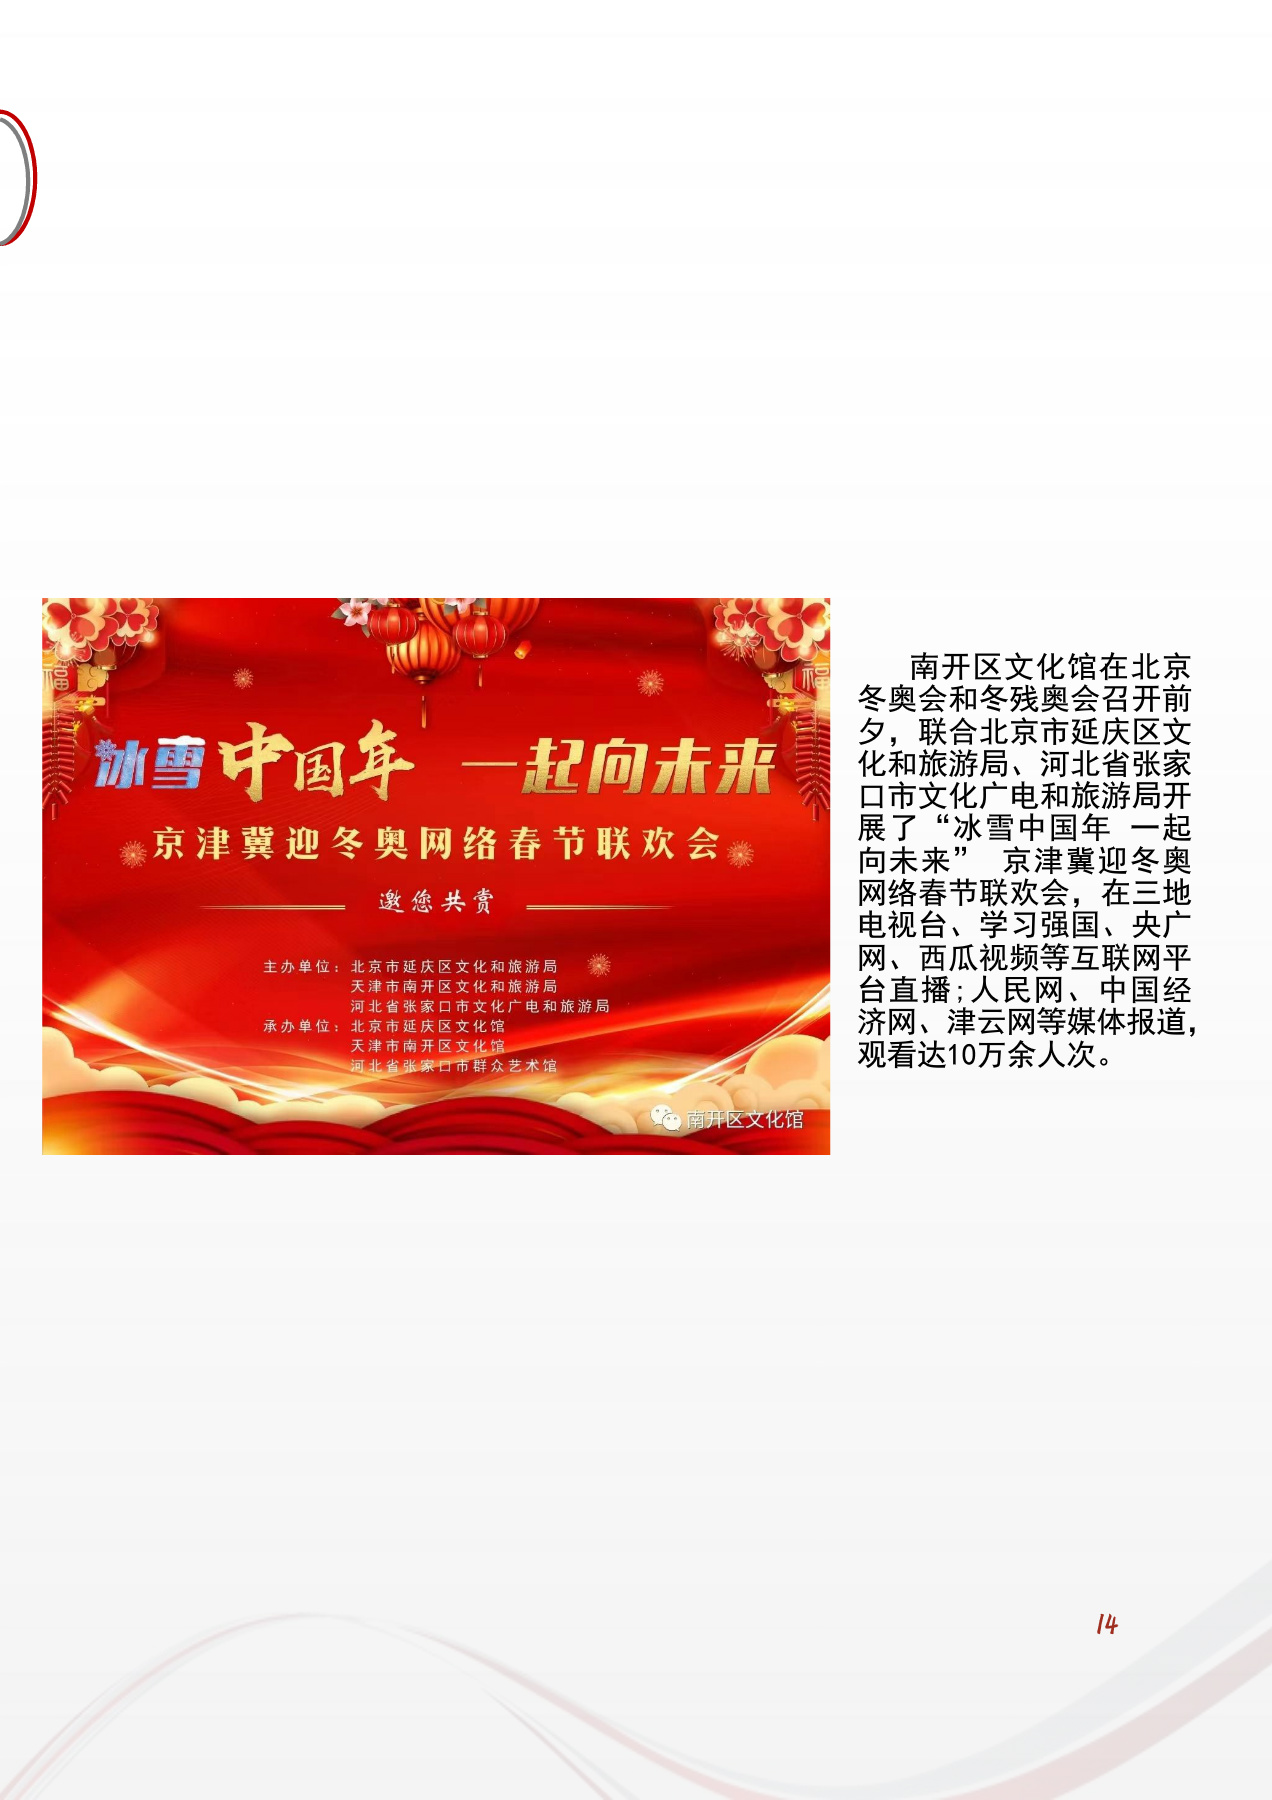 福
福
冰雪中国年 一起向未来
京津冀迎冬奥网络春节联欢会
邀您共赏
主办单位：北京市延庆区文化和旅游局
天津市南开区文化和旅游局
河北省张家口市文化广电和旅游局
承办单位：北京市延庆区文化馆
天津市南开区文化馆
河北省张家口市群众艺术馆
南开区文化馆
南开区文化馆在北京
冬奥会和冬残奥会召开前
夕，联合北京市延庆区文
化和旅游局、河北省张家
口市文化广电和旅游局开
展了“冰雪中国年 一起
向未来” 京津冀迎冬奥
网络春节联欢会，在三地
电视台、学习强国、央广
网、西瓜视频等互联网平
台直播;人民网、中国经
济网、津云网等媒体报道，
观看达10万余人次。
14